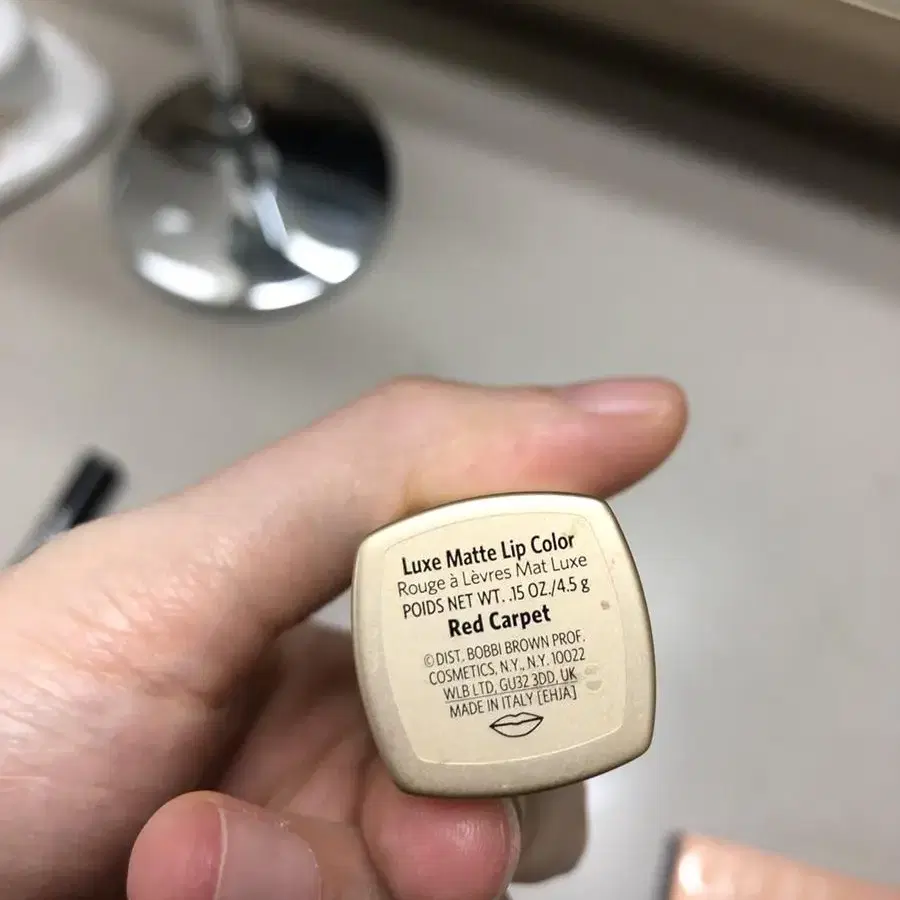 Luxe Matte Lip Color
Rouge à Lèvres Mat Luxe
POIDS NET WT. .15 OZ./4.5 g
Red Carpet
©DIST. BOBBI BROWN PROF.
COSMETICS, N.Y., N.Y. 10022
WLB LTD, GU32 3DD, UK
MADE IN ITALY [EHJA]